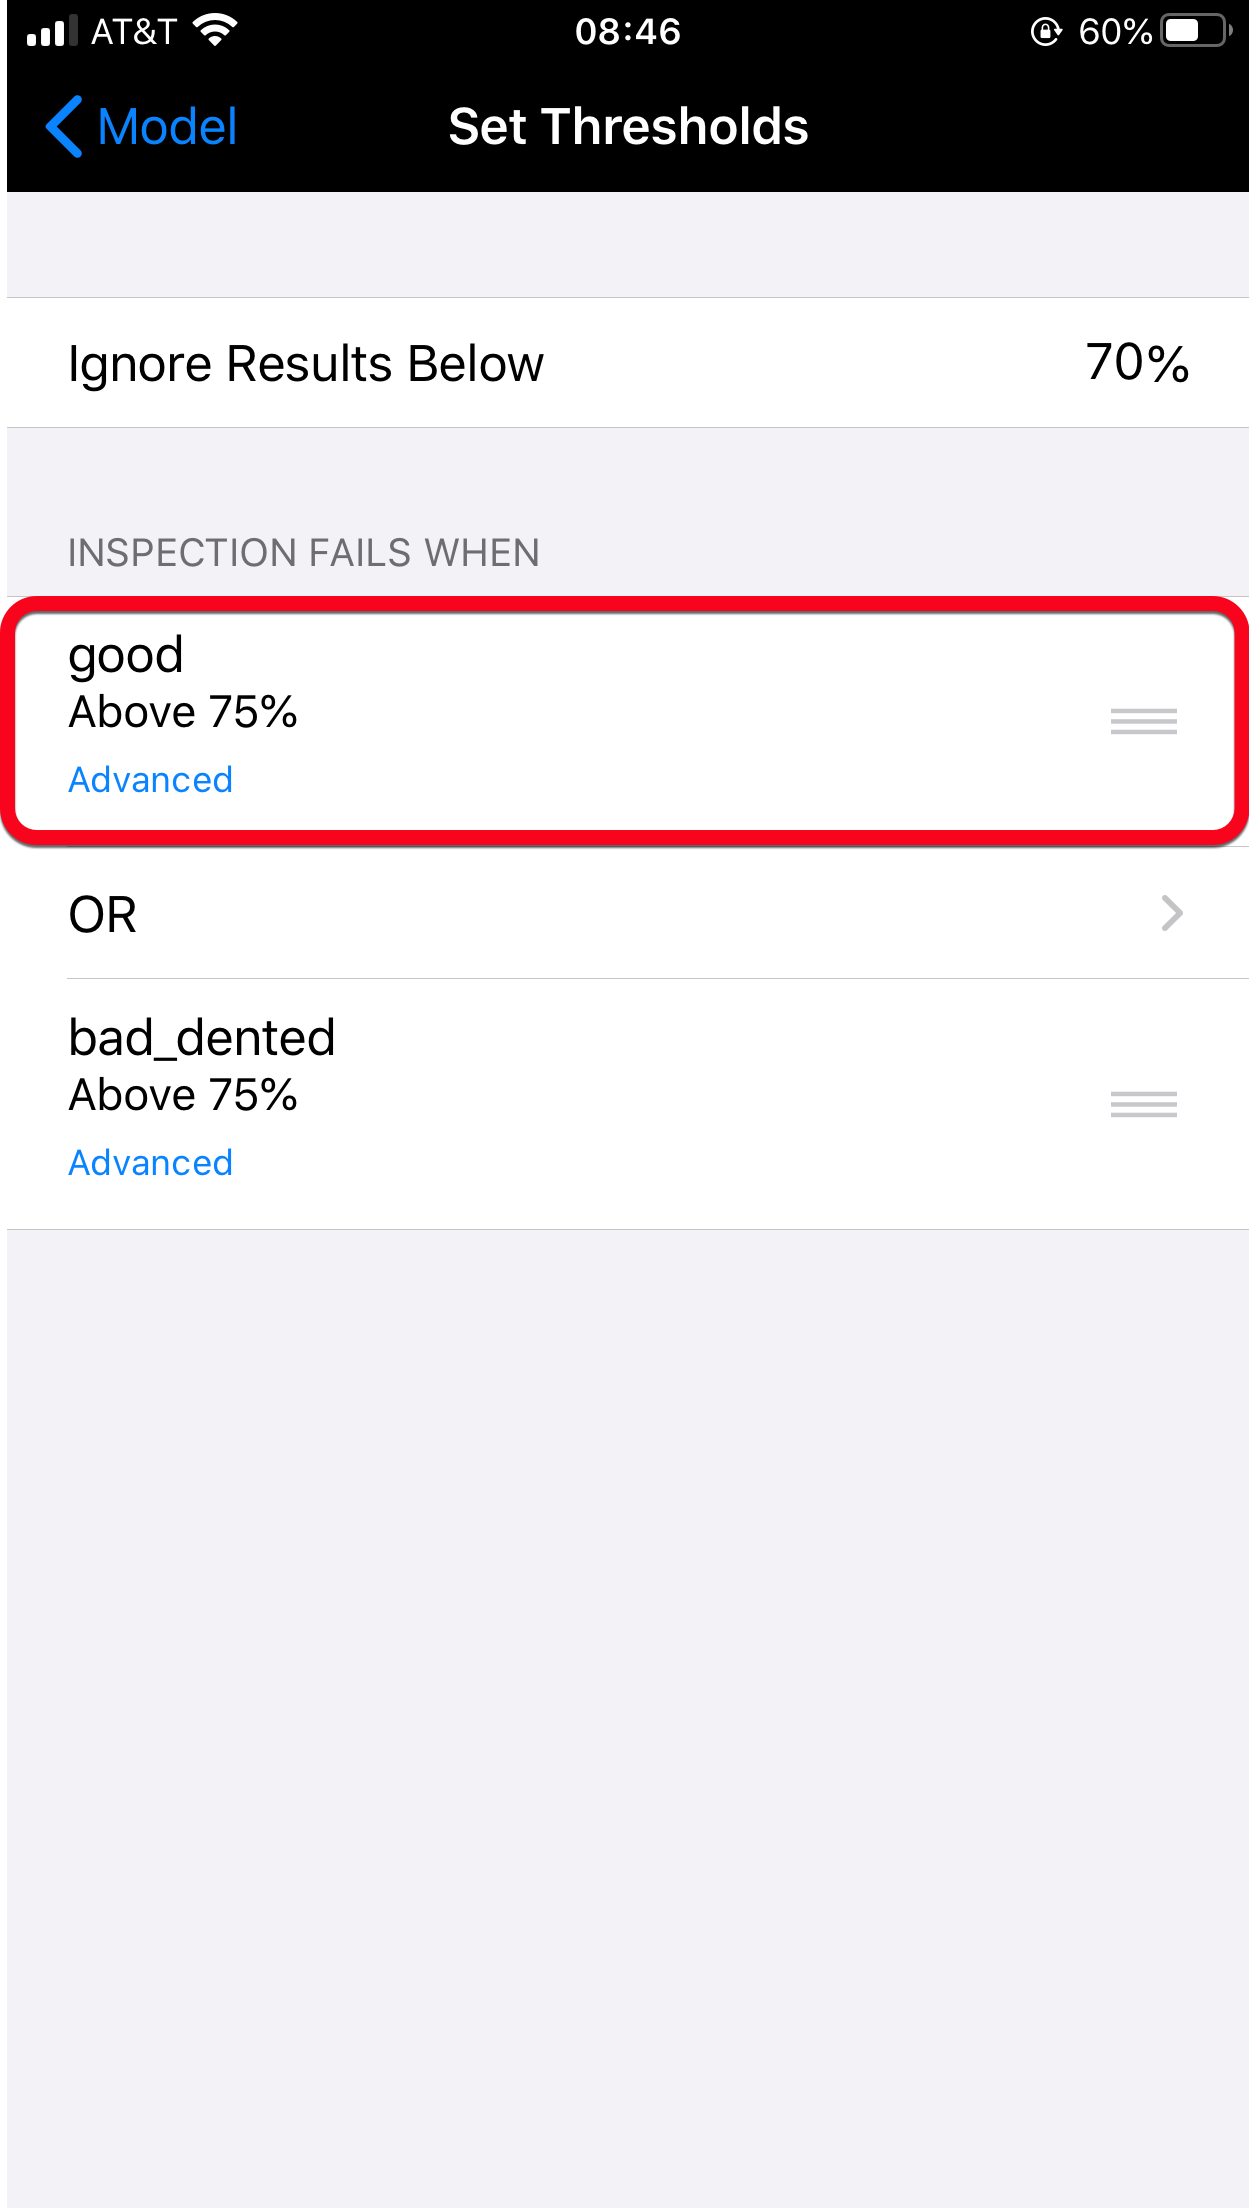 AT&T 08:46 60%
Model Set Thresholds
Ignore Results Below 70%
INSPECTION FAILS WHEN
good
Above 75%
Advanced
OR
bad_dented
Above 75%
Advanced